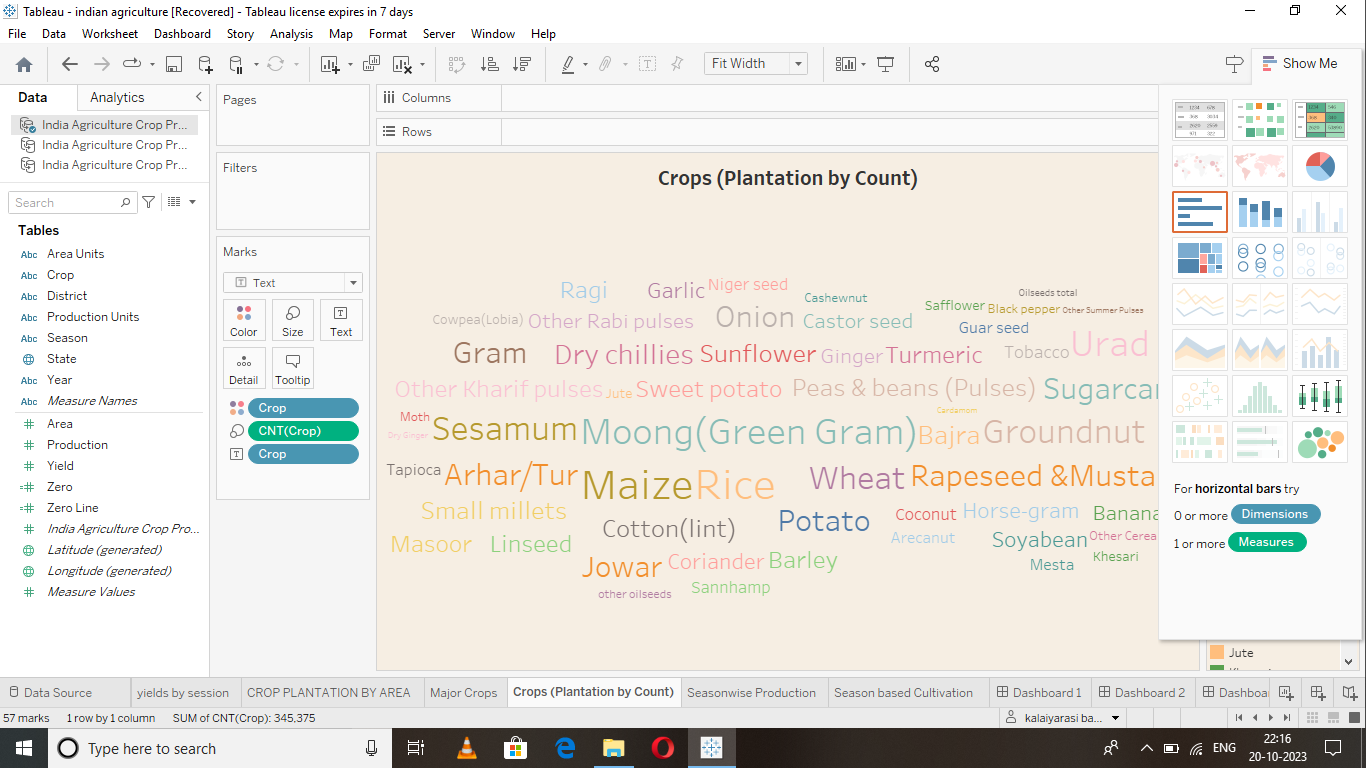 Tableau - indian agriculture [Recovered] - Tableau license expires in 7 days
File Data Worksheet Dashboard Story Analysis Map Format Server Window Help
Fit Width
Show Me
Data Analytics
India Agriculture Crop Pr...
India Agriculture Crop Pr...
India Agriculture Crop Pr...
Search
Tables
Abc Area Units
Abc Crop
Abc District
Abc Production Units
Abc Season
State
Abc Year
Abc Measure Names
Area
Production
Yield
Zero
Zero Line
India Agriculture Crop Pro...
Latitude (generated)
Longitude (generated)
Measure Values
Pages
Filters
Marks
Text
Color Size Text
Detail Tooltip
Crop
CNT(Crop)
Crop
Columns
Rows
Crops (Plantation by Count)
Ragi Garlic Niger seed Cashewnut Oilseeds total
Cowpea(Lobia) Other Rabi pulses Onion Castor seed Safflower Black pepper Other Summer Pulses
Guar seed
Gram Dry chillies Sunflower Ginger Turmeric Tobacco Urad
Other Kharif pulses Jute Sweet potato Peas & beans (Pulses) Sugarcan
Moth Cardamom
Dry Ginger Sesamum Moong(Green Gram) Bajra Groundnut
Tapioca Arhar/Tur Maize Rice Wheat Rapeseed &Musta
Small millets Cotton(lint) Potato Coconut Horse-gram Banana
Masoor Linseed Arecanut Soyabean Other Cerea
Jowar Coriander Barley Mesta Khesari
other oilseeds Sannhamp
For horizontal bars try
0 or more Dimensions
1 or more Measures
Jute
Data Source yields by session CROP PLANTATION BY AREA Major Crops Crops (Plantation by Count) Seasonwise Production Season based Cultivation Dashboard 1 Dashboard 2 Dashboa
57 marks 1 row by 1 column SUM of CNT(Crop): 345,375 kalaiyarasi ba...
Type here to search
ENG
22:16
20-10-2023